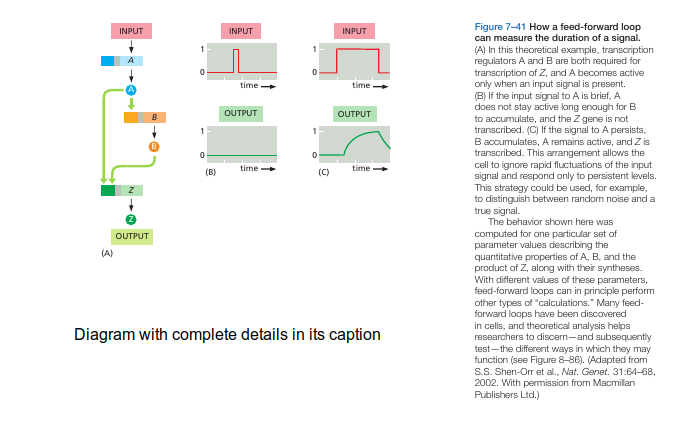 INPUT
A
A
B
B
Z
Z
OUTPUT
(A)
INPUT
1
0
time
OUTPUT
1
0
time
(B)
INPUT
1
0
time
OUTPUT
1
0
time
(C)
Diagram with complete details in its caption
Figure 7–41 How a feed-forward loop
can measure the duration of a signal.
(A) In this theoretical example, transcription
regulators A and B are both required for
transcription of Z, and A becomes active
only when an input signal is present.
(B) If the input signal to A is brief, A
does not stay active long enough for B
to accumulate, and the Z gene is not
transcribed. (C) If the signal to A persists,
B accumulates, A remains active, and Z is
transcribed. This arrangement allows the
cell to ignore rapid fluctuations of the input
signal and respond only to persistent levels.
This strategy could be used, for example,
to distinguish between random noise and a
true signal.
The behavior shown here was
computed for one particular set of
parameter values describing the
quantitative properties of A, B, and the
product of Z, along with their syntheses.
With different values of these parameters,
feed-forward loops can in principle perform
other types of “calculations.” Many feed-
forward loops have been discovered
in cells, and theoretical analysis helps
researchers to discern—and subsequently
test—the different ways in which they may
function (see Figure 8–86). (Adapted from
S.S. Shen-Orr et al., Nat. Genet. 31:64–68,
2002. With permission from Macmillan
Publishers Ltd.)